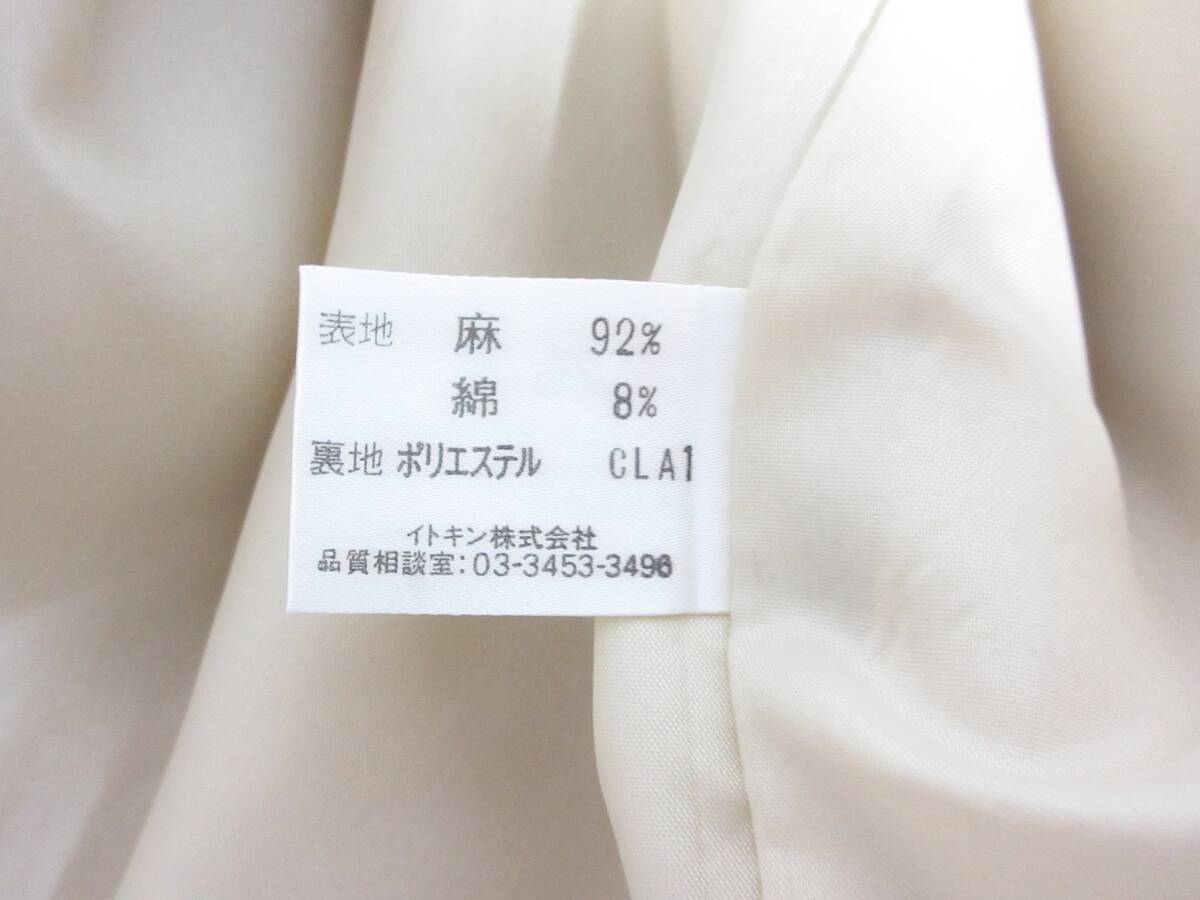 表地 麻 92%
綿 8%
裏地 ポリエステル CLA1
イトキン株式会社
品質相談室:03-3453-3496